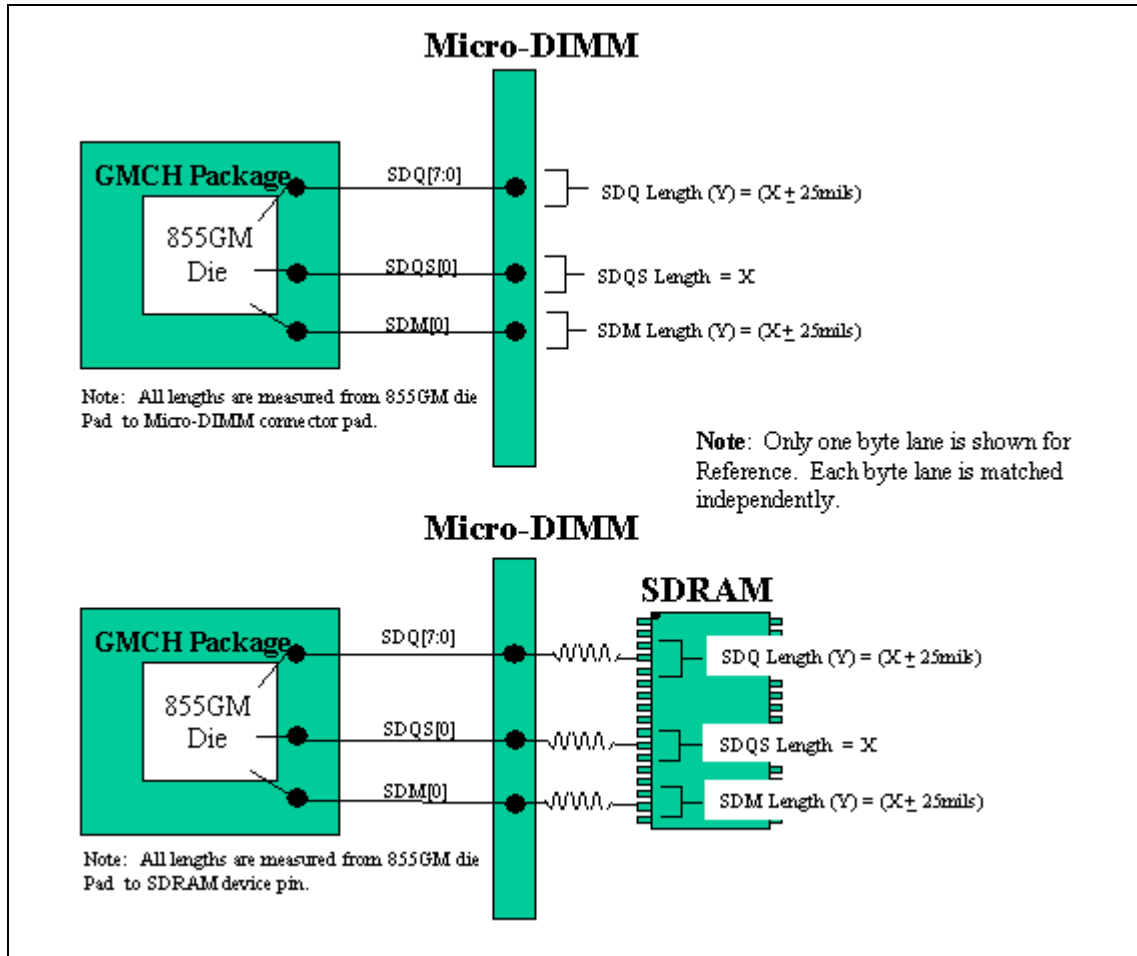 Micro-DIMM
GMCH Package
855GM
Die
SDQ[7:0]
SDQS[0]
SDM[0]
SDQ Length (Y) = (X ± 25mils)
SDQS Length = X
SDM Length (Y) = (X ± 25mils)
Note: All lengths are measured from 855GM die
Pad to Micro-DIMM connector pad.
Note: Only one byte lane is shown for
Reference. Each byte lane is matched
independently.
Micro-DIMM
SDRAM
GMCH Package
855GM
Die
SDQ[7:0]
SDQS[0]
SDM[0]
SDQ Length (Y) = (X ± 25mils)
SDQS Length = X
SDM Length (Y) = (X ± 25mils)
Note: All lengths are measured from 855GM die
Pad to SDRAM device pin.